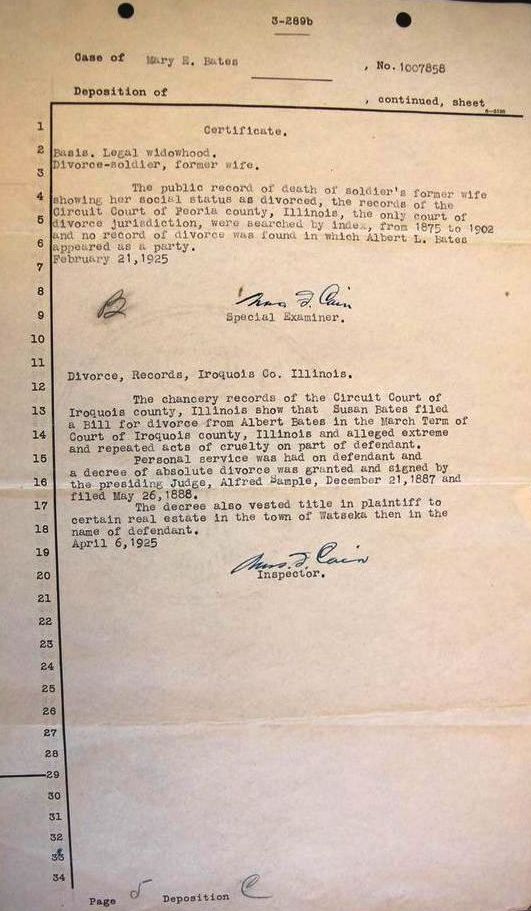 3-289b
Case of Mary E. Bates , No. 1007858
Deposition of , continued, sheet
1
Certificate.
2 Basis. Legal widowhood.
Divorce-soldier, former wife.
3
The public record of death of soldier's former wife
4 showing her social status as divorced, the records of the
Circuit Court of Peoria county, Illinois, the only court of
5 divorce jurisdiction, were searched by index, from 1875 to 1902
and no record of divorce was found in which Albert L. Bates
6 appeared as a party.
7 February 21,1925
8
B
9 Special Examiner.
10
11
Divorce, Records, Iroquois Co. Illinois.
12
The chancery records of the Circuit Court of
13 Iroquois county, Illinois show that Susan Bates filed
a Bill for divorce from Albert Bates in the March Term of
14 Court of Iroquois county, Illinois and alleged extreme
and repeated acts of cruelty on part of defendant.
15 Personal service was had on defendant and
a decree of absolute divorce was granted and signed by
16 the presiding Judge, Alfred Sample, December 21,1887 and
filed May 26,1888.
17 The decree also vested title in plaintiff to
certain real estate in the town of Watseka then in the
18 name of defendant.
April 6,1925
19
20 Inspector.
21
22
23
24
25
26
27
28
29
30
31
32
33
34
Page 5 Deposition C